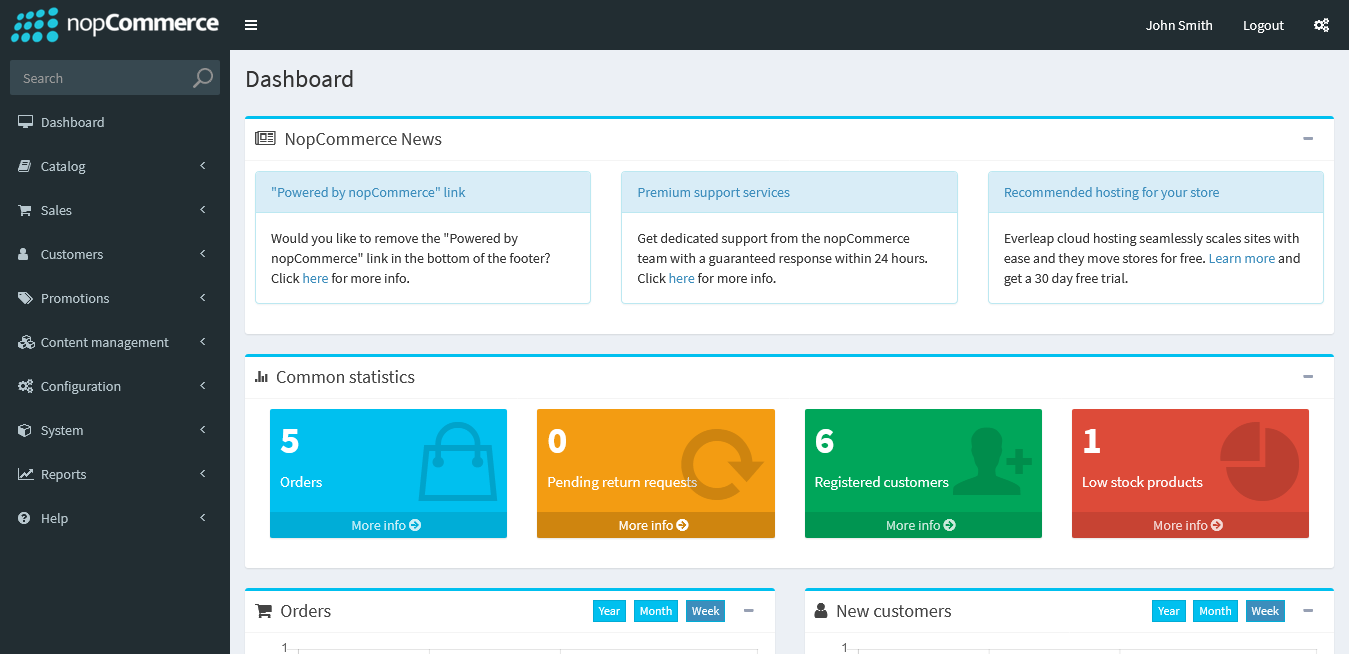 nopCommerce
John Smith
Logout
Search
Dashboard
Catalog
Sales
Customers
Promotions
Content management
Configuration
System
Reports
Help
Dashboard
NopCommerce News
"Powered by nopCommerce" link
Would you like to remove the "Powered by
nopCommerce" link in the bottom of the footer?
Click here for more info.
Premium support services
Get dedicated support from the nopCommerce
team with a guaranteed response within 24 hours.
Click here for more info.
Recommended hosting for your store
Everleap cloud hosting seamlessly scales sites with
ease and they move stores for free. Learn more and
get a 30 day free trial.
Common statistics
5
Orders
More info
0
Pending return requests
More info
6
Registered customers
More info
1
Low stock products
More info
Orders
Year
Month
Week
1
New customers
Year
Month
Week
1